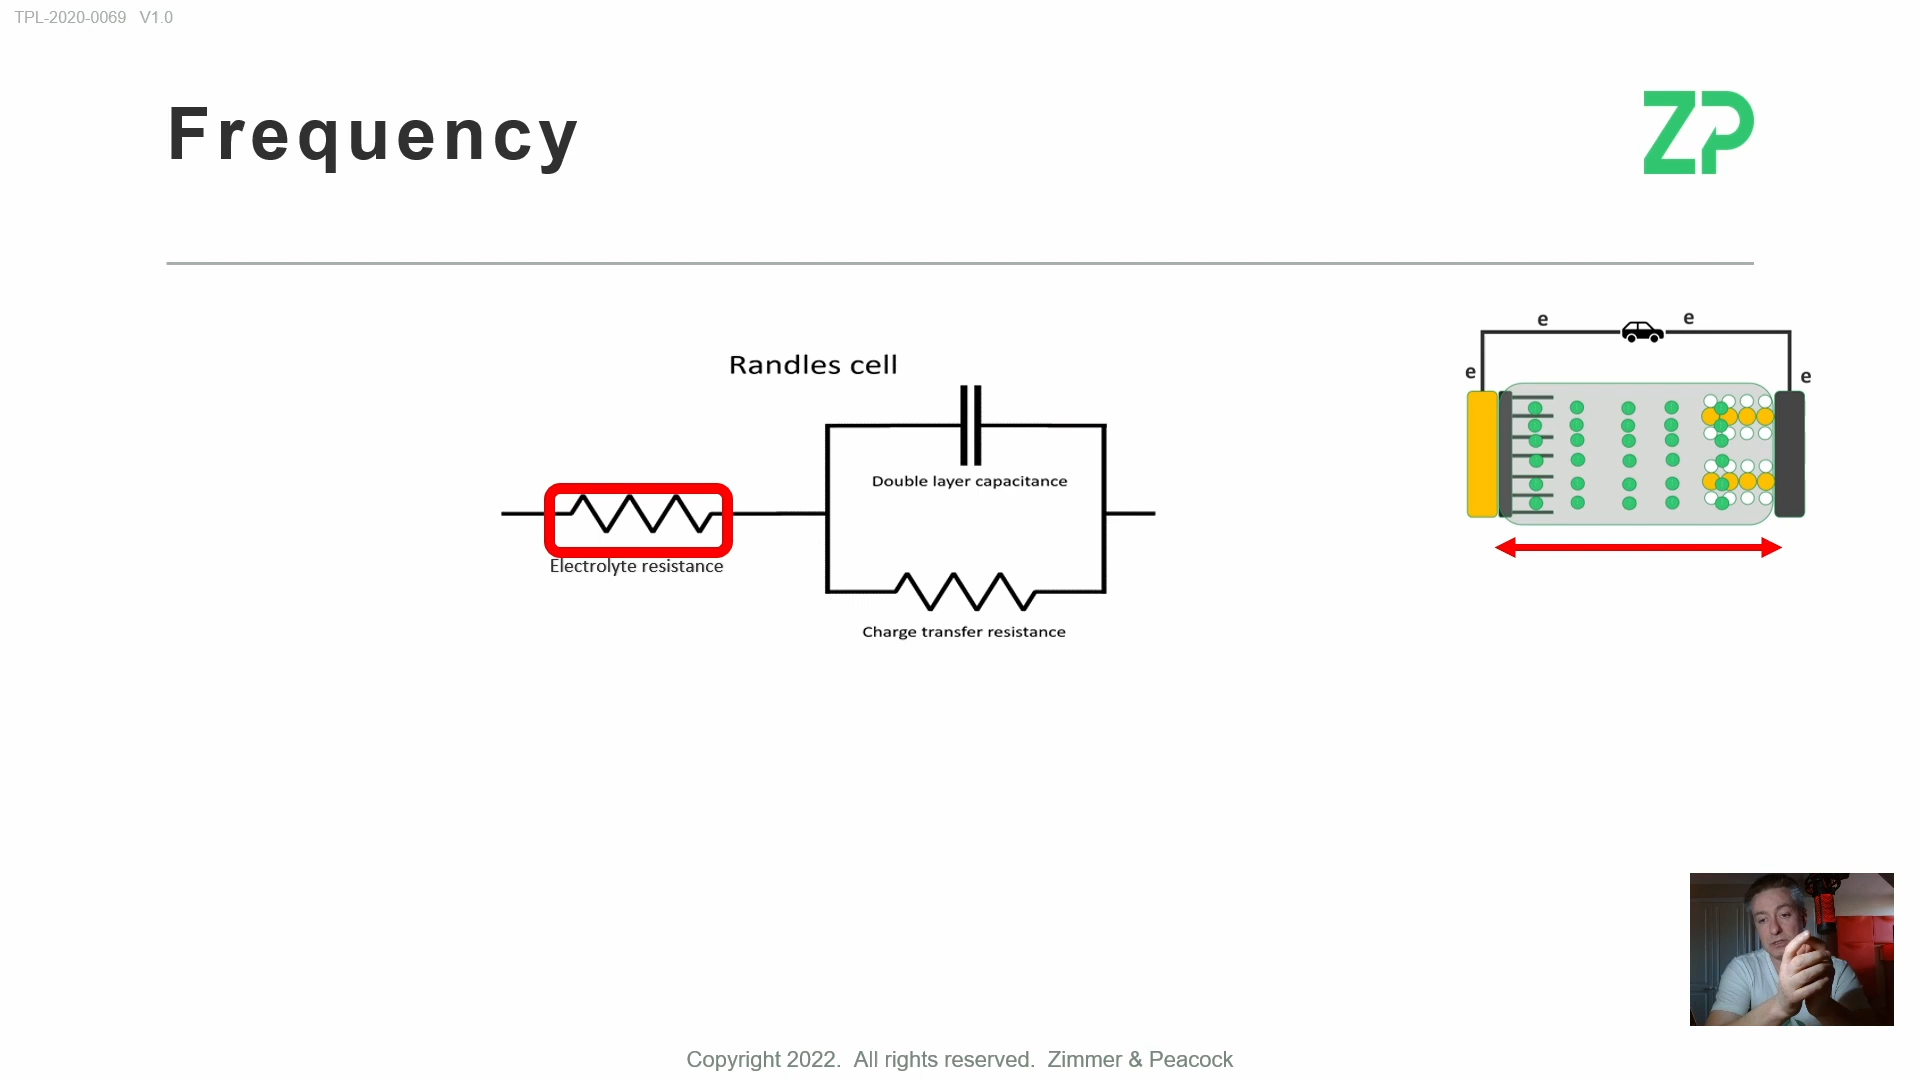 TPL-2020-0069 V1.0
Frequency
ZP
e
e
Randles cell
e
e
Double layer capacitance
Electrolyte resistance
Charge transfer resistance
Copyright 2022. All rights reserved. Zimmer & Peacock